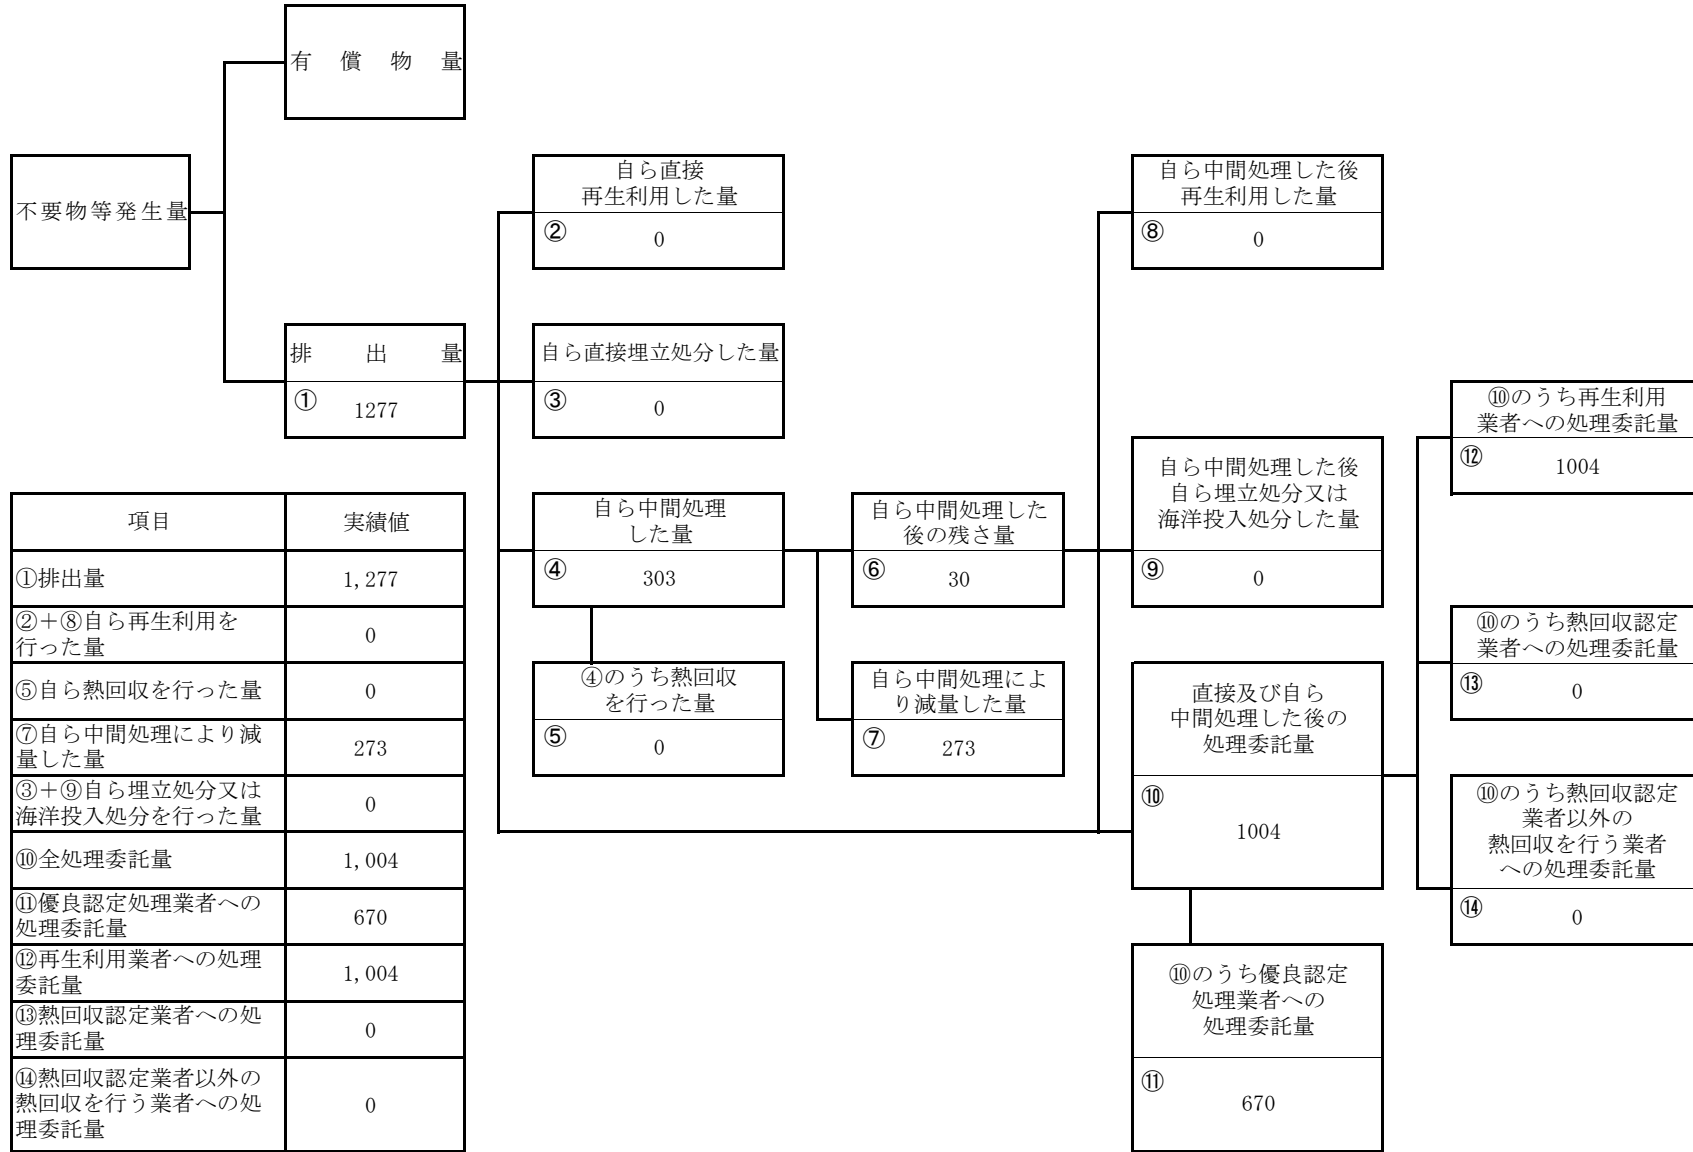 有償物量
不要物等発生量
排出量
① 1277
自ら直接
再生利用した量
② 0
自ら直接埋立処分した量
③ 0
自ら中間処理
した量
④ 303
④のうち熱回収
を行った量
⑤ 0
自ら中間処理した
後の残さ量
⑥ 30
自ら中間処理によ
り減量した量
⑦ 273
自ら中間処理した後
再生利用した量
⑧ 0
自ら中間処理した後
自ら埋立処分又は
海洋投入処分した量
⑨ 0
直接及び自ら
中間処理した後の
処理委託量
⑩
1004
⑩のうち優良認定
処理業者への
処理委託量
⑪
670
⑩のうち再生利用
業者への処理委託量
⑫ 1004
⑩のうち熱回収認定
業者への処理委託量
⑬ 0
⑩のうち熱回収認定
業者以外の
熱回収を行う業者
への処理委託量
⑭ 0
項目 実績値
①排出量 1,277
②＋⑧自ら再生利用を
行った量 0
⑤自ら熱回収を行った量 0
⑦自ら中間処理により減
量した量 273
③＋⑨自ら埋立処分又は
海洋投入処分を行った量 0
⑩全処理委託量 1,004
⑪優良認定処理業者への
処理委託量 670
⑫再生利用業者への処理
委託量 1,004
⑬熱回収認定業者への処
理委託量 0
⑭熱回収認定業者以外の
熱回収を行う業者への処
理委託量 0